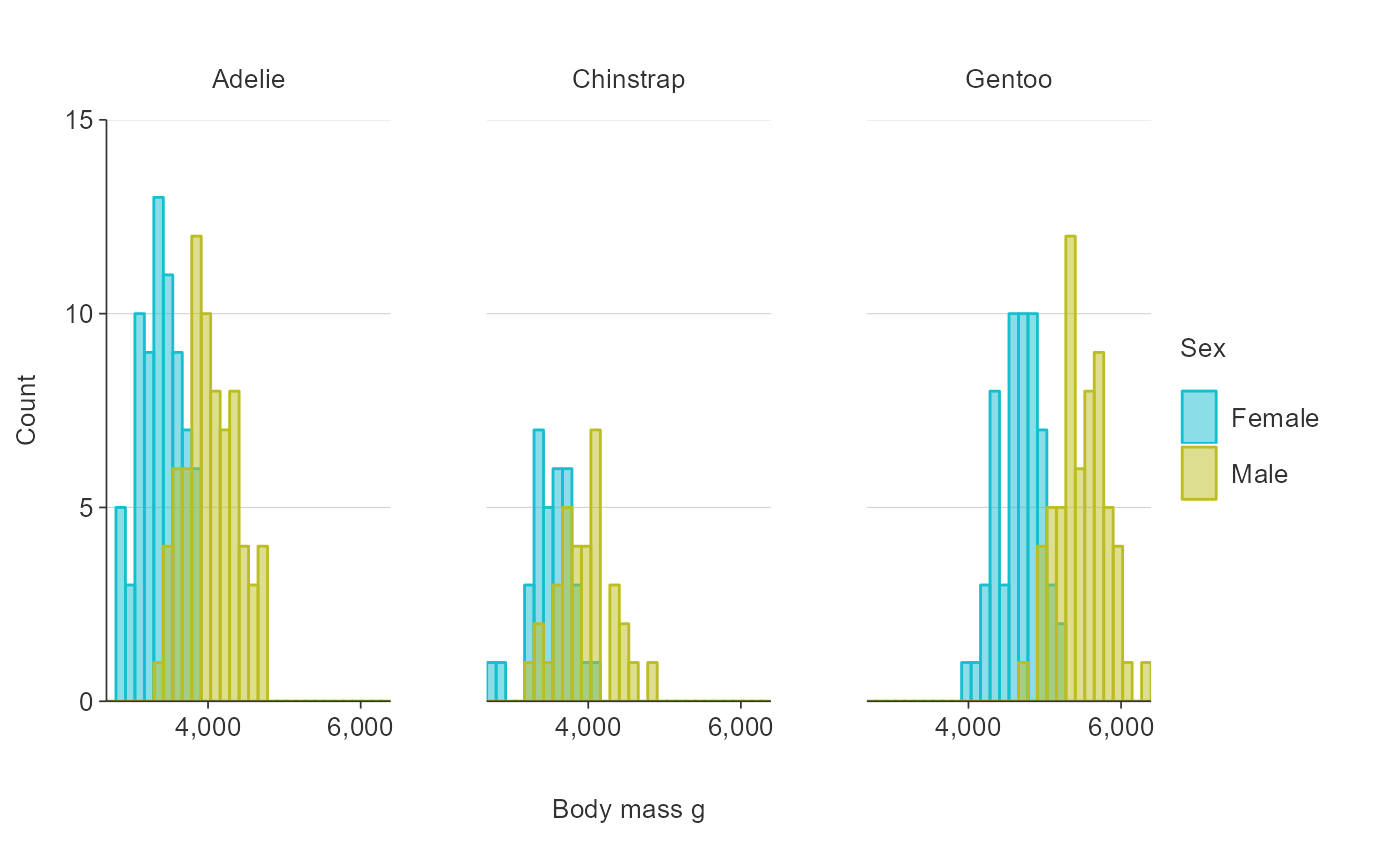 Adelie
Chinstrap
Gentoo
15
10
5
0
Count
4,000
6,000
4,000
6,000
4,000
6,000
Body mass g
Sex
Female
Male